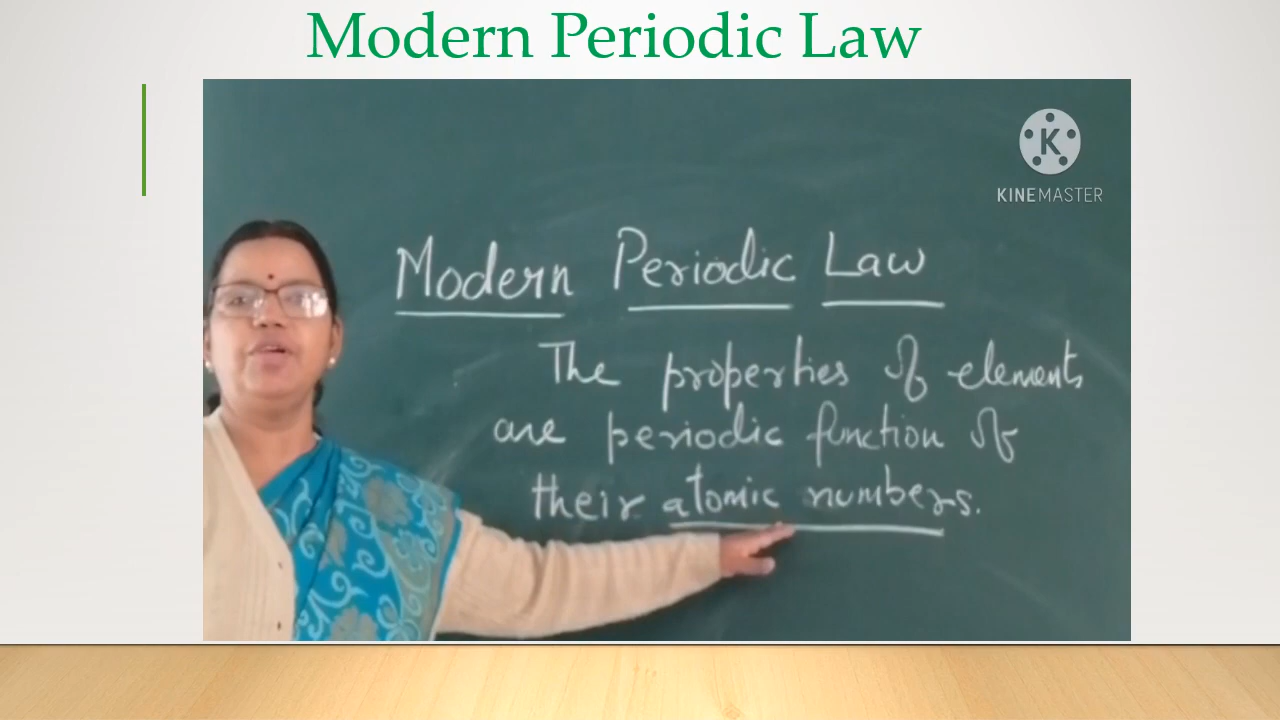 Modern Periodic Law
K
KINEMASTER
Modern Periodic Law
The properties of elements
are periodic function of
their atomic numbers.